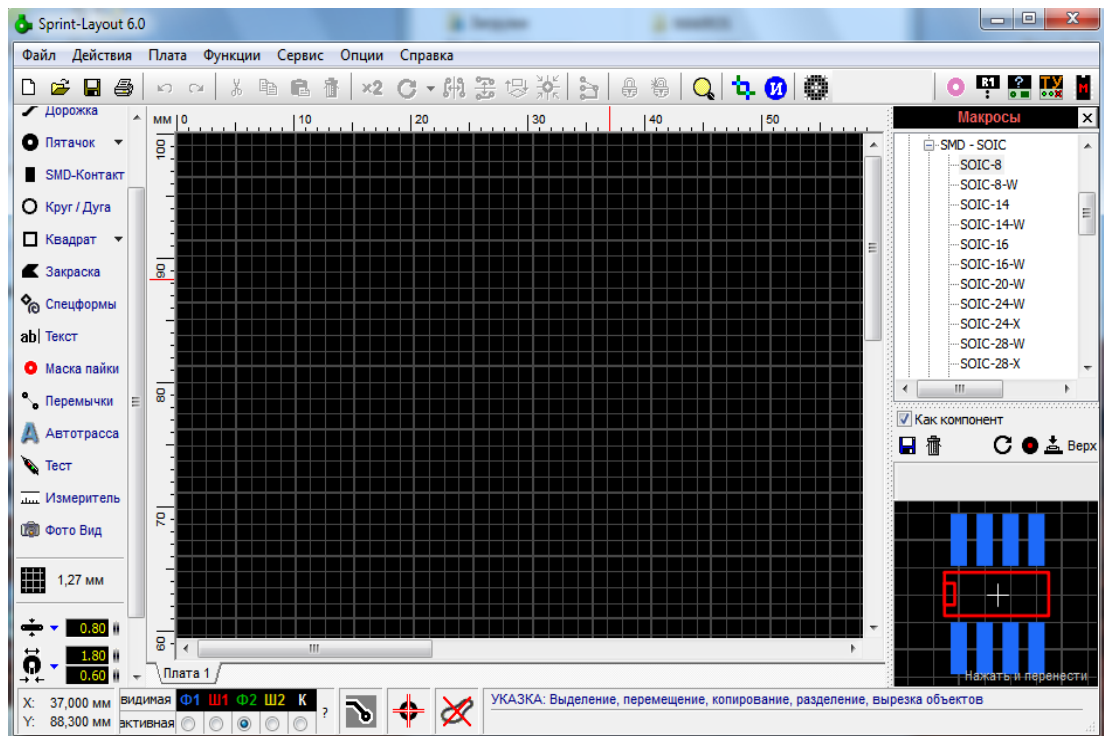 Sprint-Layout 6.0
Файл Действия Плата Функции Сервис Опции Справка
×2 R1 ? ТУ И М
Дорожка
Пятачок
SMD-Контакт
Круг / Дуга
Квадрат
Закраска
Спецформы
ab| Текст
Маска пайки
Перемычки
Автотрасса
Тест
Измеритель
Фото Вид
1,27 мм
0.80
1.80
0.60
мм 0 10 20 30 40 50
100
90
80
70
60
Плата 1
Макросы
SMD - SOIC
SOIC-8
SOIC-8-W
SOIC-14
SOIC-14-W
SOIC-16
SOIC-16-W
SOIC-20-W
SOIC-24-W
SOIC-24-X
SOIC-28-W
SOIC-28-X
Как компонент
Верх
Нажать и перенести
X: 37,000 мм
Y: 88,300 мм
видимая Ф1 Ш1 Ф2 Ш2 К
активная
?
УКАЗКА: Выделение, перемещение, копирование, разделение, вырезка объектов